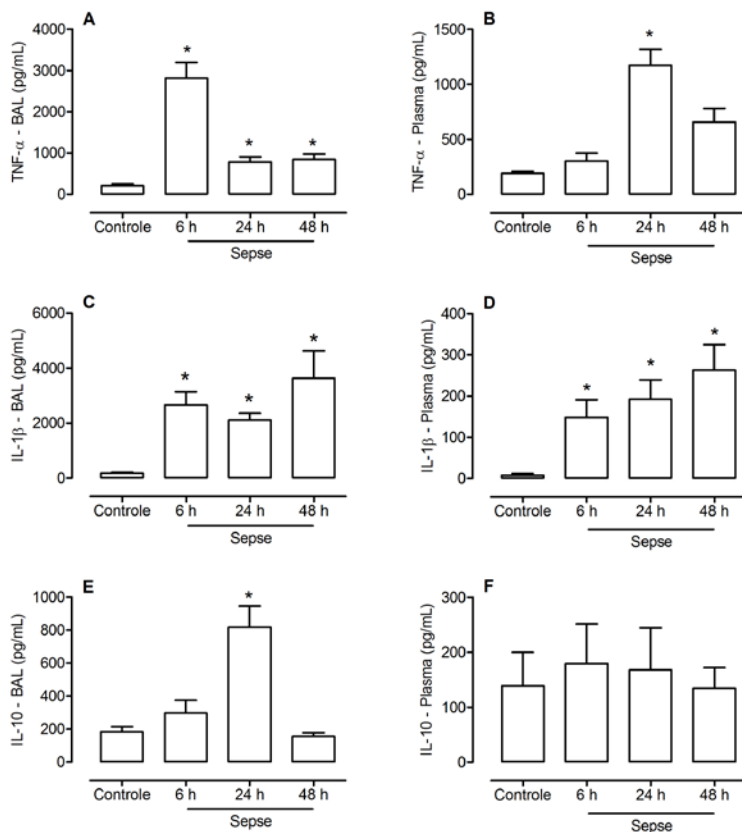 A
TNF-α - BAL (pg/mL)
4000
3000
2000
1000
0
*
*
*
Controle 6 h 24 h 48 h
Sepse
B
TNF-α - Plasma (pg/mL)
1500
1000
500
0
*
Controle 6 h 24 h 48 h
Sepse
C
IL-1β - BAL (pg/mL)
6000
4000
2000
0
*
*
*
Controle 6 h 24 h 48 h
Sepse
D
IL-1β - Plasma (pg/mL)
400
300
200
100
0
*
*
*
Controle 6 h 24 h 48 h
Sepse
E
IL-10 - BAL (pg/mL)
1000
800
600
400
200
0
*
Controle 6 h 24 h 48 h
Sepse
F
IL-10 - Plasma (pg/mL)
300
200
100
0
Controle 6 h 24 h 48 h
Sepse